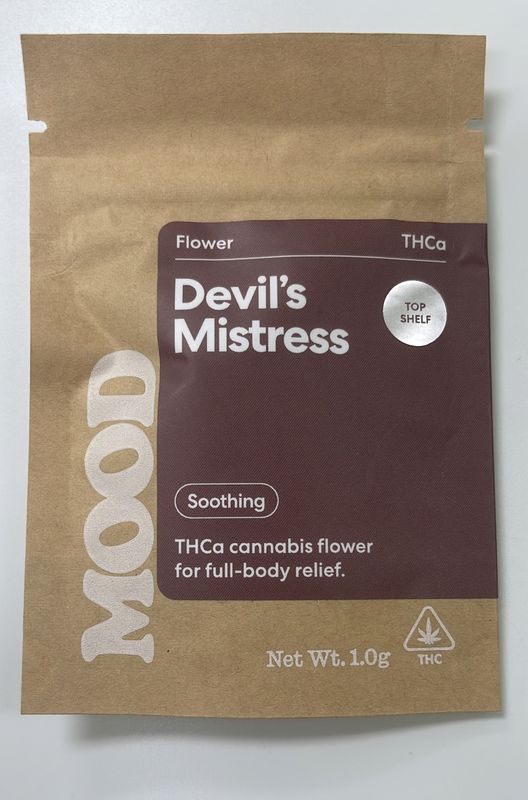 Flower
THCa
Devil's
Mistress
TOP
SHELF
MOOD
Soothing
THCa cannabis flower
for full-body relief.
Net Wt. 1.0g
THC